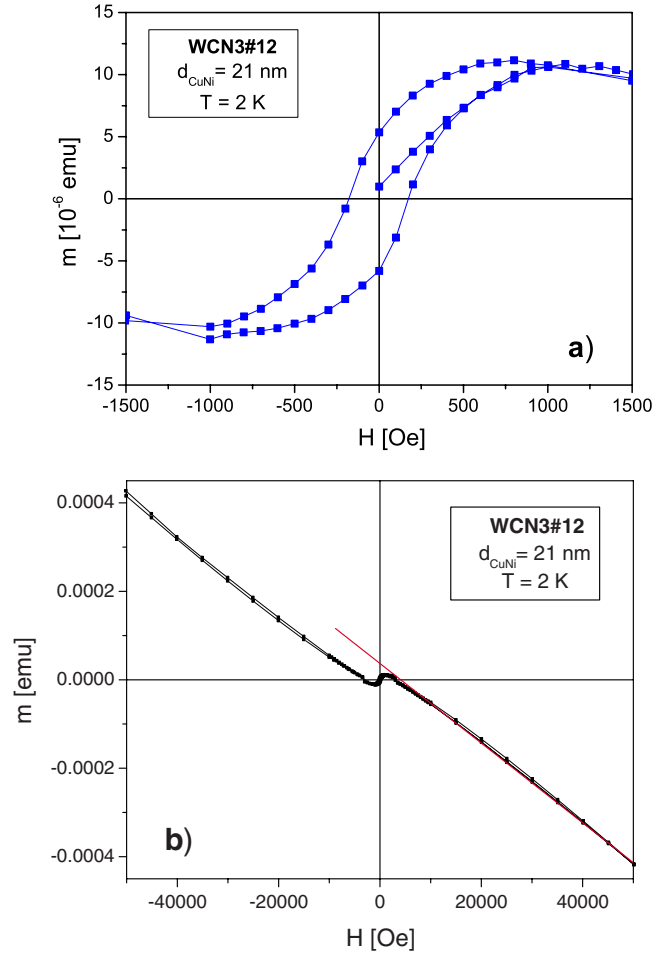 WCN3#12
d_CuNi= 21 nm
T = 2 K
15
10
5
0
-5
-10
-15
m [10^-6 emu]
a)
-1500 -1000 -500 0 500 1000 1500
H [Oe]
WCN3#12
d_CuNi= 21 nm
T = 2 K
0.0004
0.0002
0.0000
-0.0002
-0.0004
m [emu]
b)
-40000 -20000 0 20000 40000
H [Oe]